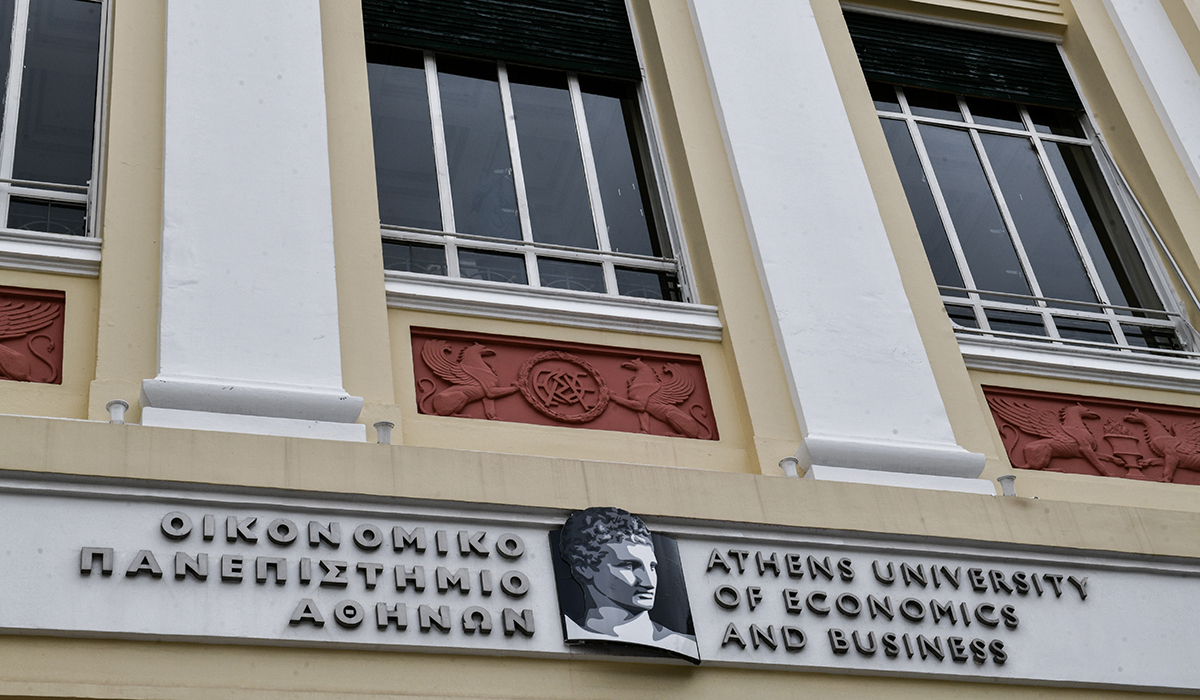 ΟΙΚΟΝΟΜΙΚΟ
ΠΑΝΕΠΙΣΤΗΜΙΟ
ΑΘΗΝΩΝ
ATHENS UNIVERSITY
OF ECONOMICS
AND BUSINESS